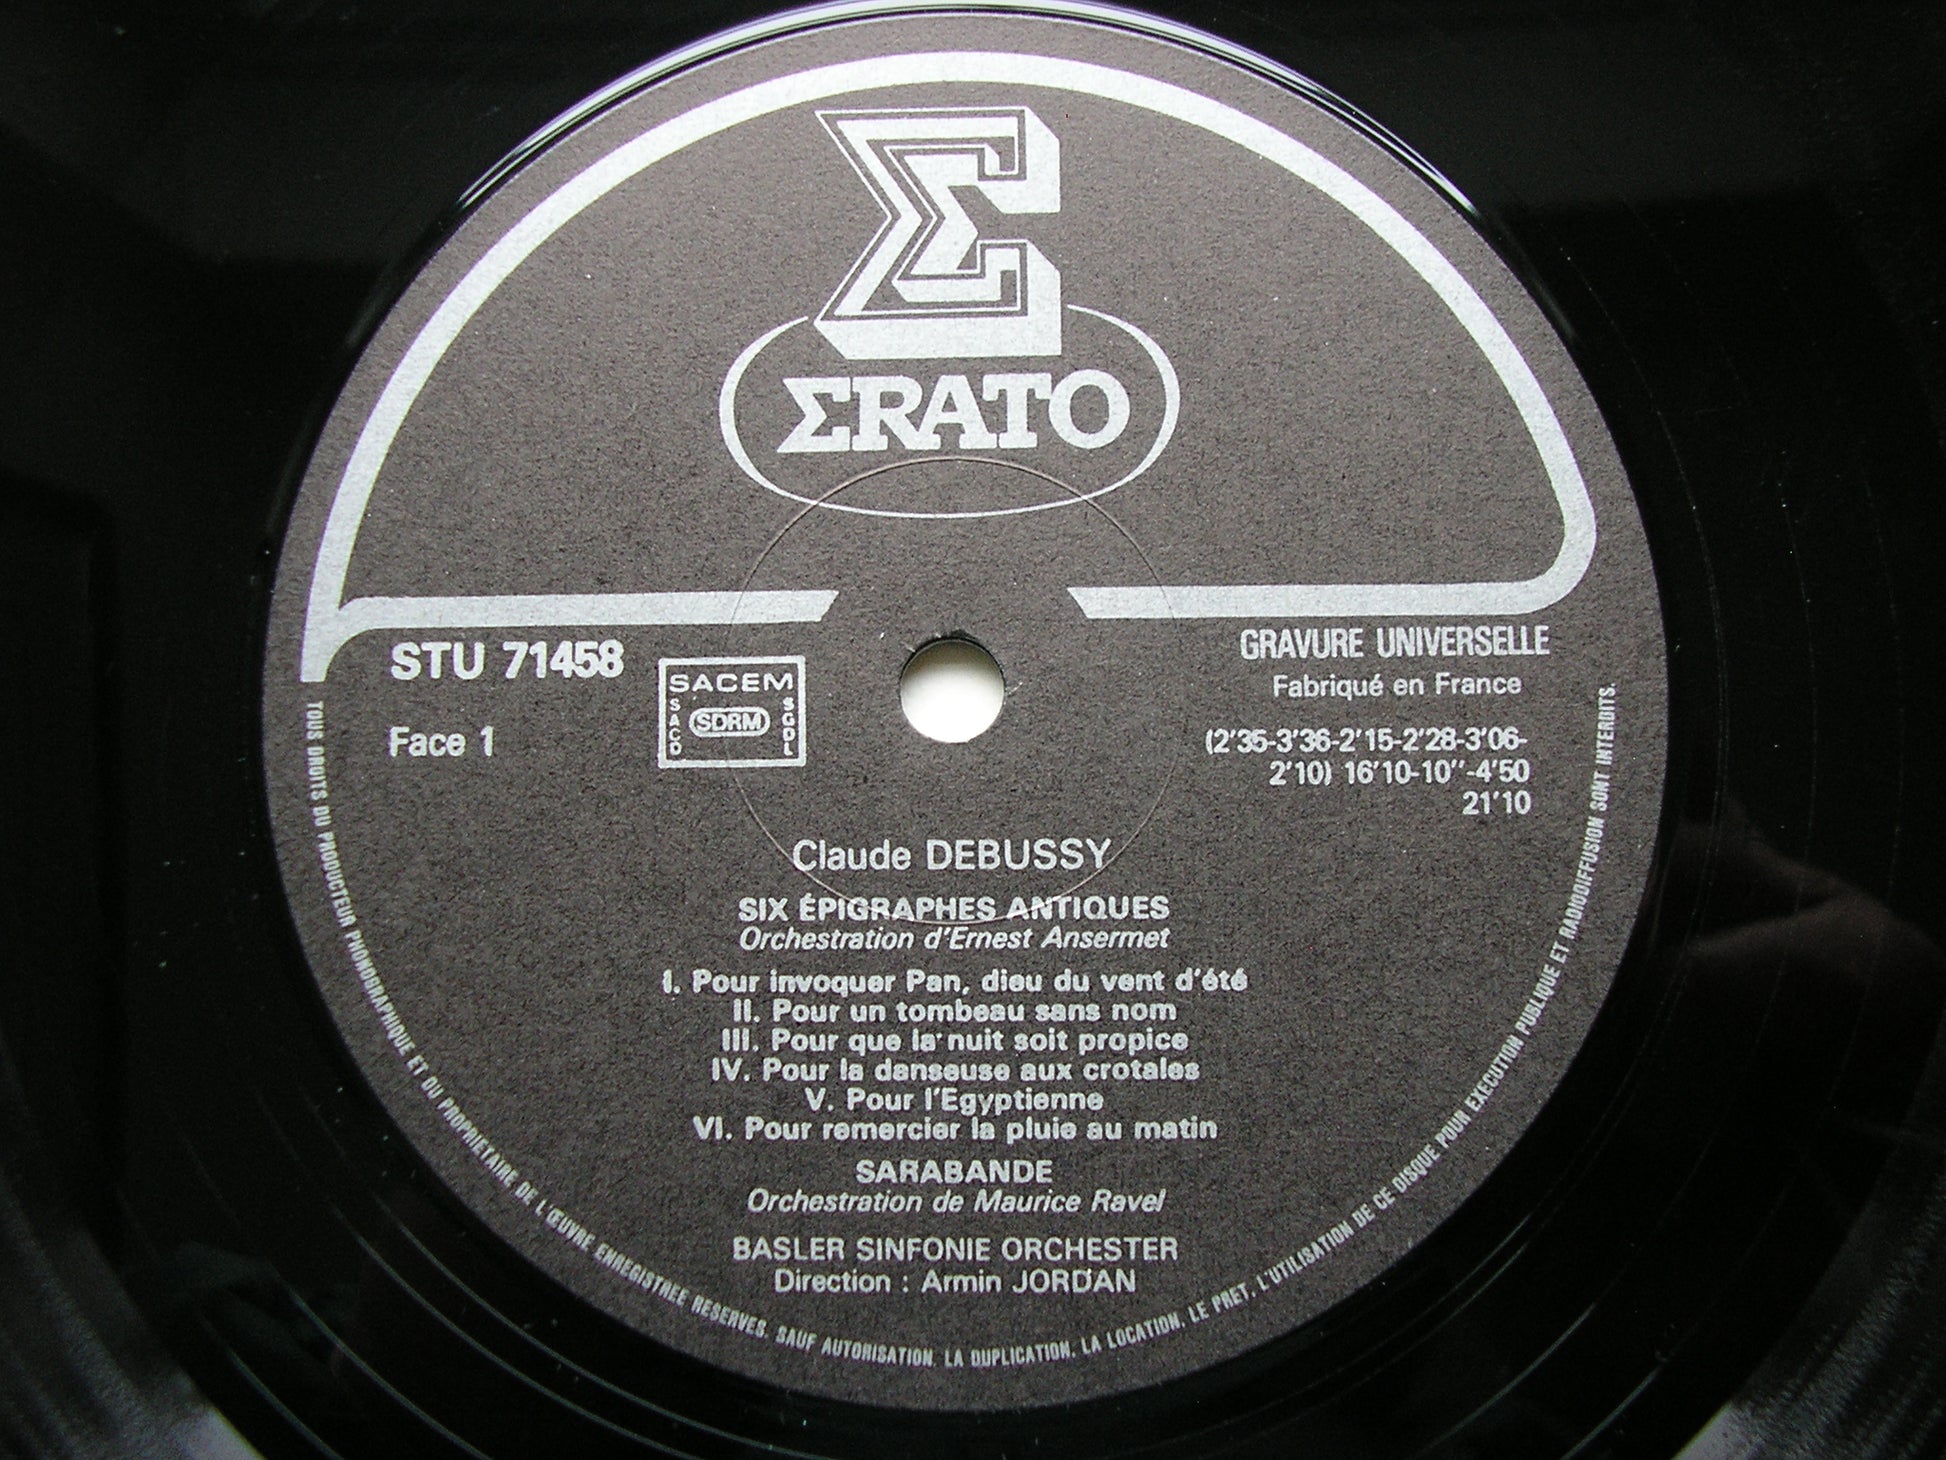 ΣRATO
STU 71458
GRAVURE UNIVERSELLE
Fabriqué en France
SACEM
SACD
SDRM
SGDL
Face 1
(2'35-3'36-2'15-2'28-3'06-
2'10) 16'10-10''-4'50
21'10
Claude DEBUSSY
SIX ÉPIGRAPHES ANTIQUES
Orchestration d'Ernest Ansermet
I. Pour invoquer Pan, dieu du vent d'été
II. Pour un tombeau sans nom
III. Pour que la nuit soit propice
IV. Pour la danseuse aux crotales
V. Pour l'Egyptienne
VI. Pour remercier la pluie au matin
SARABANDE
Orchestration de Maurice Ravel
BASLER SINFONIE ORCHESTER
Direction : Armin JORDAN
TOUS DROITS DU PRODUCTEUR PHONOGRAPHIQUE ET DU PROPRIETAIRE DE L'ŒUVRE ENREGISTREE RESERVES. SAUF AUTORISATION, LA DUPLICATION, LA LOCATION, LE PRET, L'UTILISATION DE CE DISQUE POUR EXECUTION PUBLIQUE ET RADIODIFFUSION SONT INTERDITS.